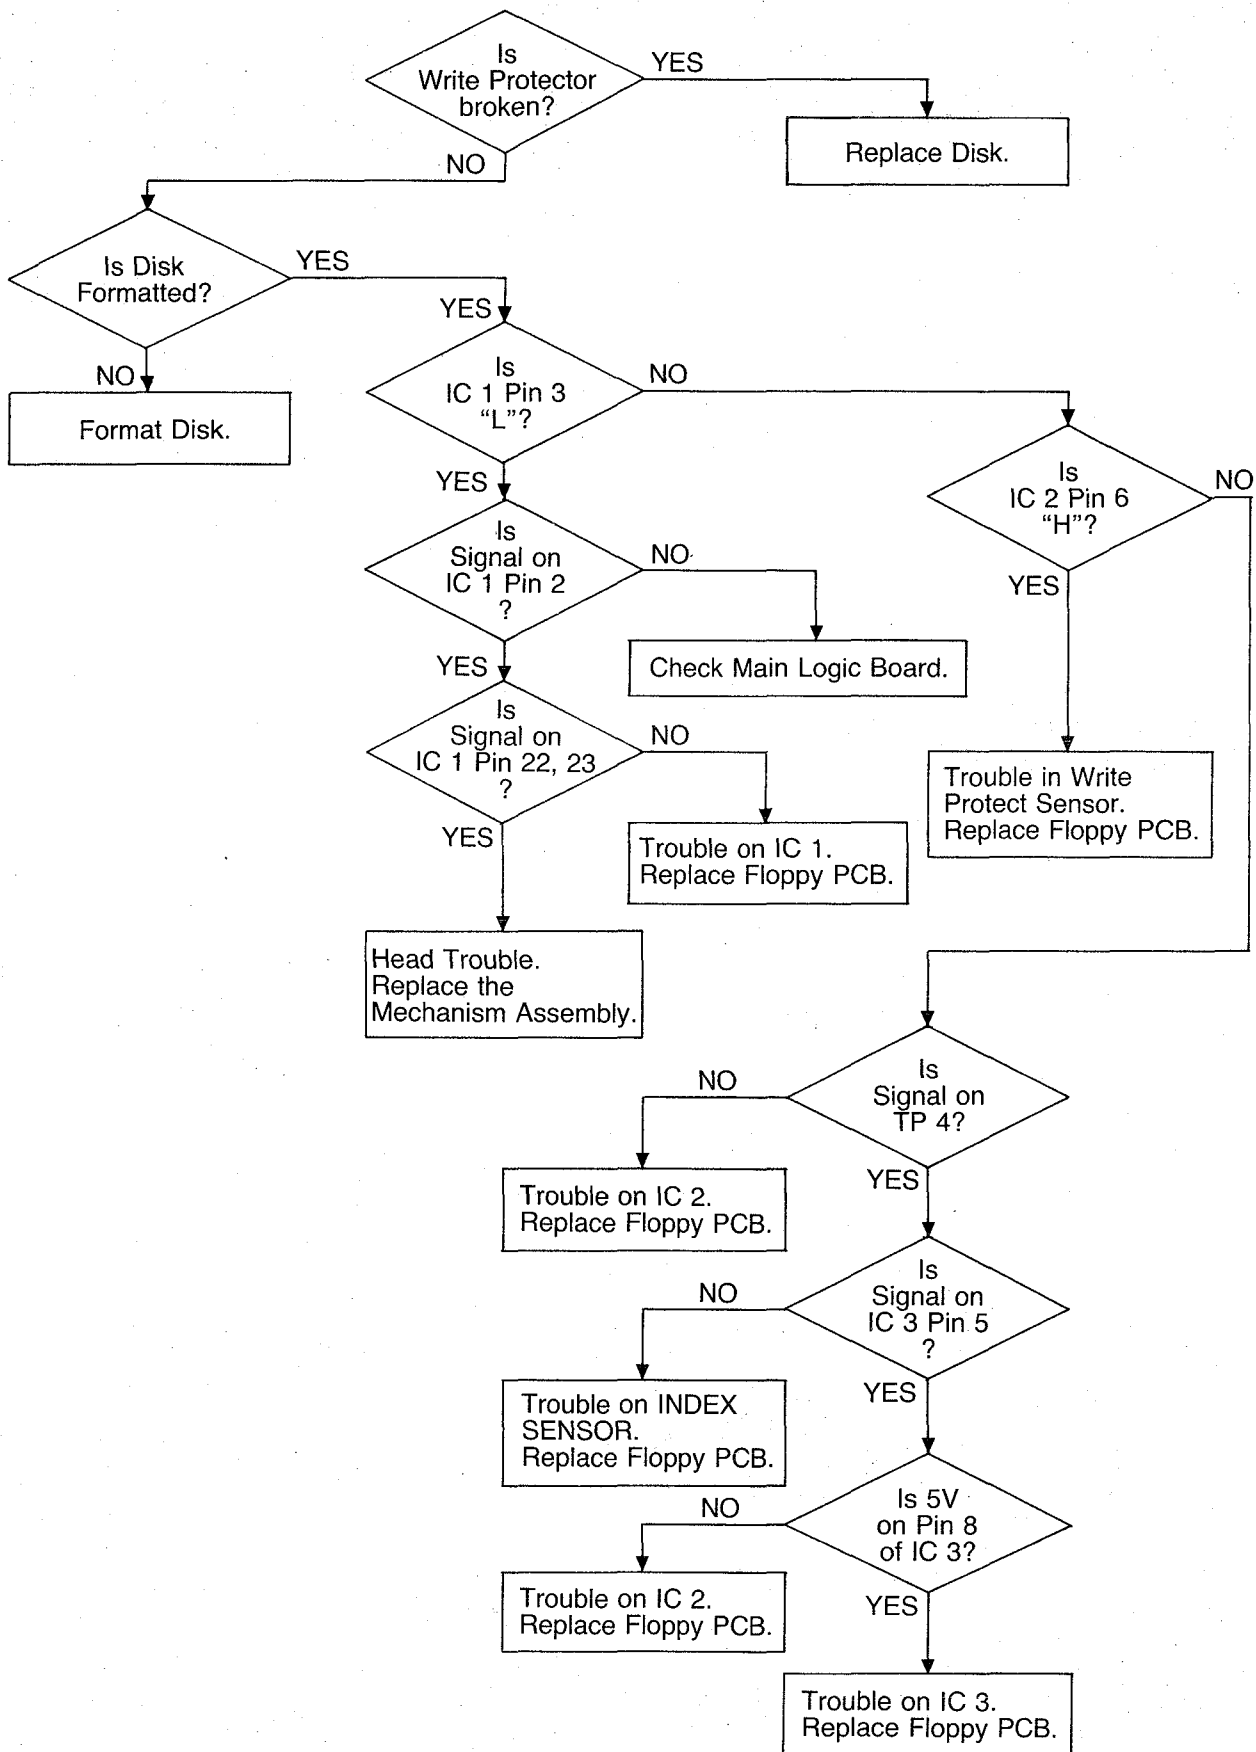 Is
Write Protector
broken?
YES
Replace Disk.
NO
Is Disk
Formatted?
YES
YES
NO
Format Disk.
Is
IC 1 Pin 3
“L”?
NO
YES
Is
IC 2 Pin 6
“H”?
NO
YES
Is
Signal on
IC 1 Pin 2
?
NO
Check Main Logic Board.
YES
Is
Signal on
IC 1 Pin 22, 23
?
NO
YES
Trouble in Write
Protect Sensor.
Replace Floppy PCB.
Trouble on IC 1.
Replace Floppy PCB.
Head Trouble.
Replace the
Mechanism Assembly.
Is
Signal on
TP 4?
NO
YES
Trouble on IC 2.
Replace Floppy PCB.
Is
Signal on
IC 3 Pin 5
?
NO
YES
Trouble on INDEX
SENSOR.
Replace Floppy PCB.
Is 5V
on Pin 8
of IC 3?
NO
YES
Trouble on IC 2.
Replace Floppy PCB.
Trouble on IC 3.
Replace Floppy PCB.